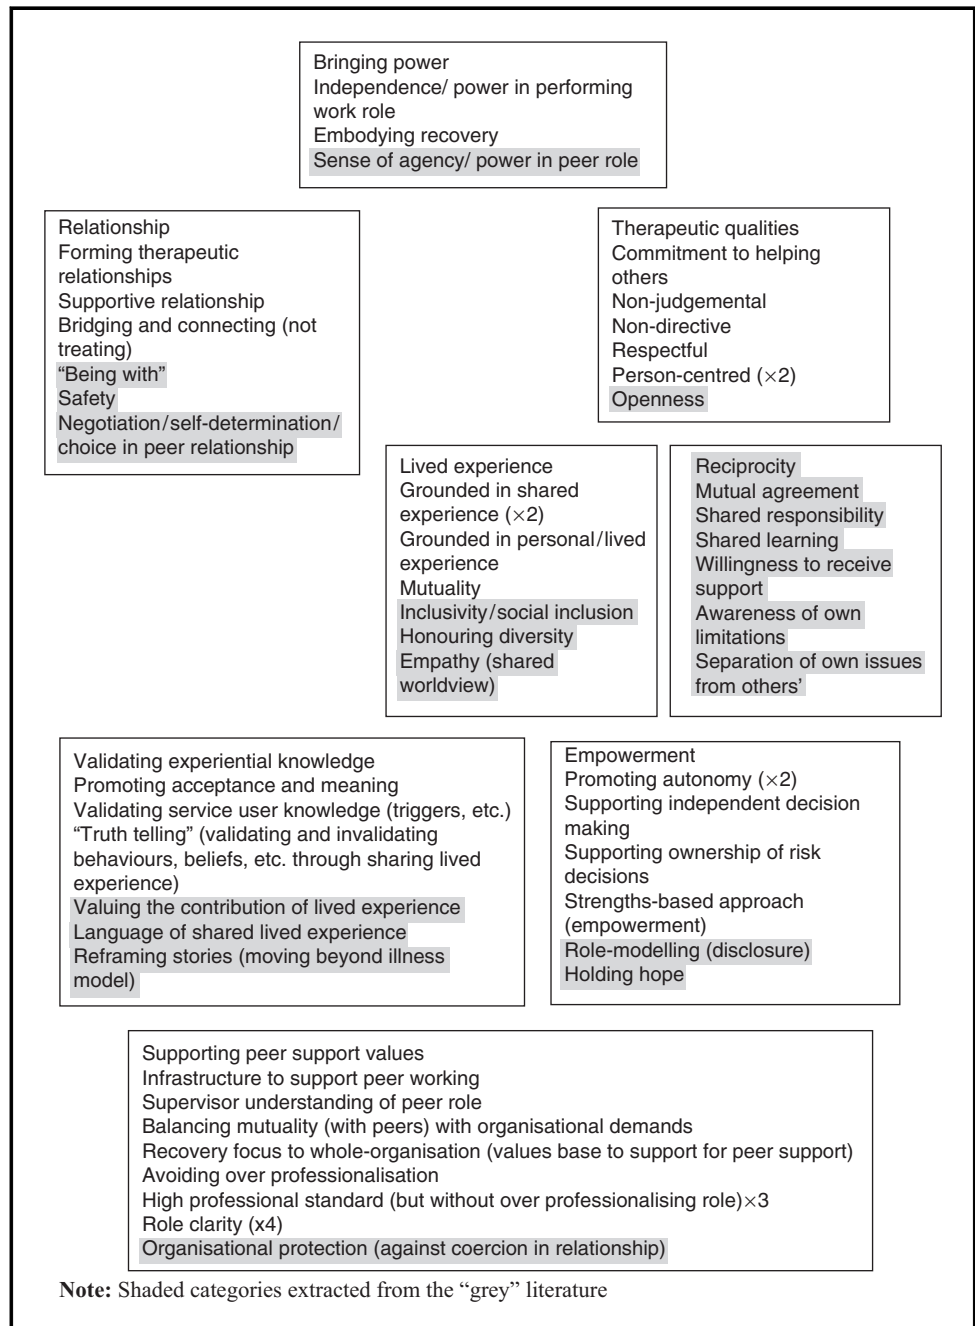 Bringing power
Independence/ power in performing
work role
Embodying recovery
Sense of agency/ power in peer role
Relationship
Forming therapeutic
relationships
Supportive relationship
Bridging and connecting (not
treating)
“Being with”
Safety
Negotiation/self-determination/
choice in peer relationship
Therapeutic qualities
Commitment to helping
others
Non-judgemental
Non-directive
Respectful
Person-centred (×2)
Openness
Lived experience
Grounded in shared
experience (×2)
Grounded in personal/lived
experience
Mutuality
Inclusivity/social inclusion
Honouring diversity
Empathy (shared
worldview)
Reciprocity
Mutual agreement
Shared responsibility
Shared learning
Willingness to receive
support
Awareness of own
limitations
Separation of own issues
from others’
Validating experiential knowledge
Promoting acceptance and meaning
Validating service user knowledge (triggers, etc.)
“Truth telling” (validating and invalidating
behaviours, beliefs, etc. through sharing lived
experience)
Valuing the contribution of lived experience
Language of shared lived experience
Reframing stories (moving beyond illness
model)
Empowerment
Promoting autonomy (×2)
Supporting independent decision
making
Supporting ownership of risk
decisions
Strengths-based approach
(empowerment)
Role-modelling (disclosure)
Holding hope
Supporting peer support values
Infrastructure to support peer working
Supervisor understanding of peer role
Balancing mutuality (with peers) with organisational demands
Recovery focus to whole-organisation (values base to support for peer support)
Avoiding over professionalisation
High professional standard (but without over professionalising role)×3
Role clarity (x4)
Organisational protection (against coercion in relationship)
Note: Shaded categories extracted from the “grey” literature